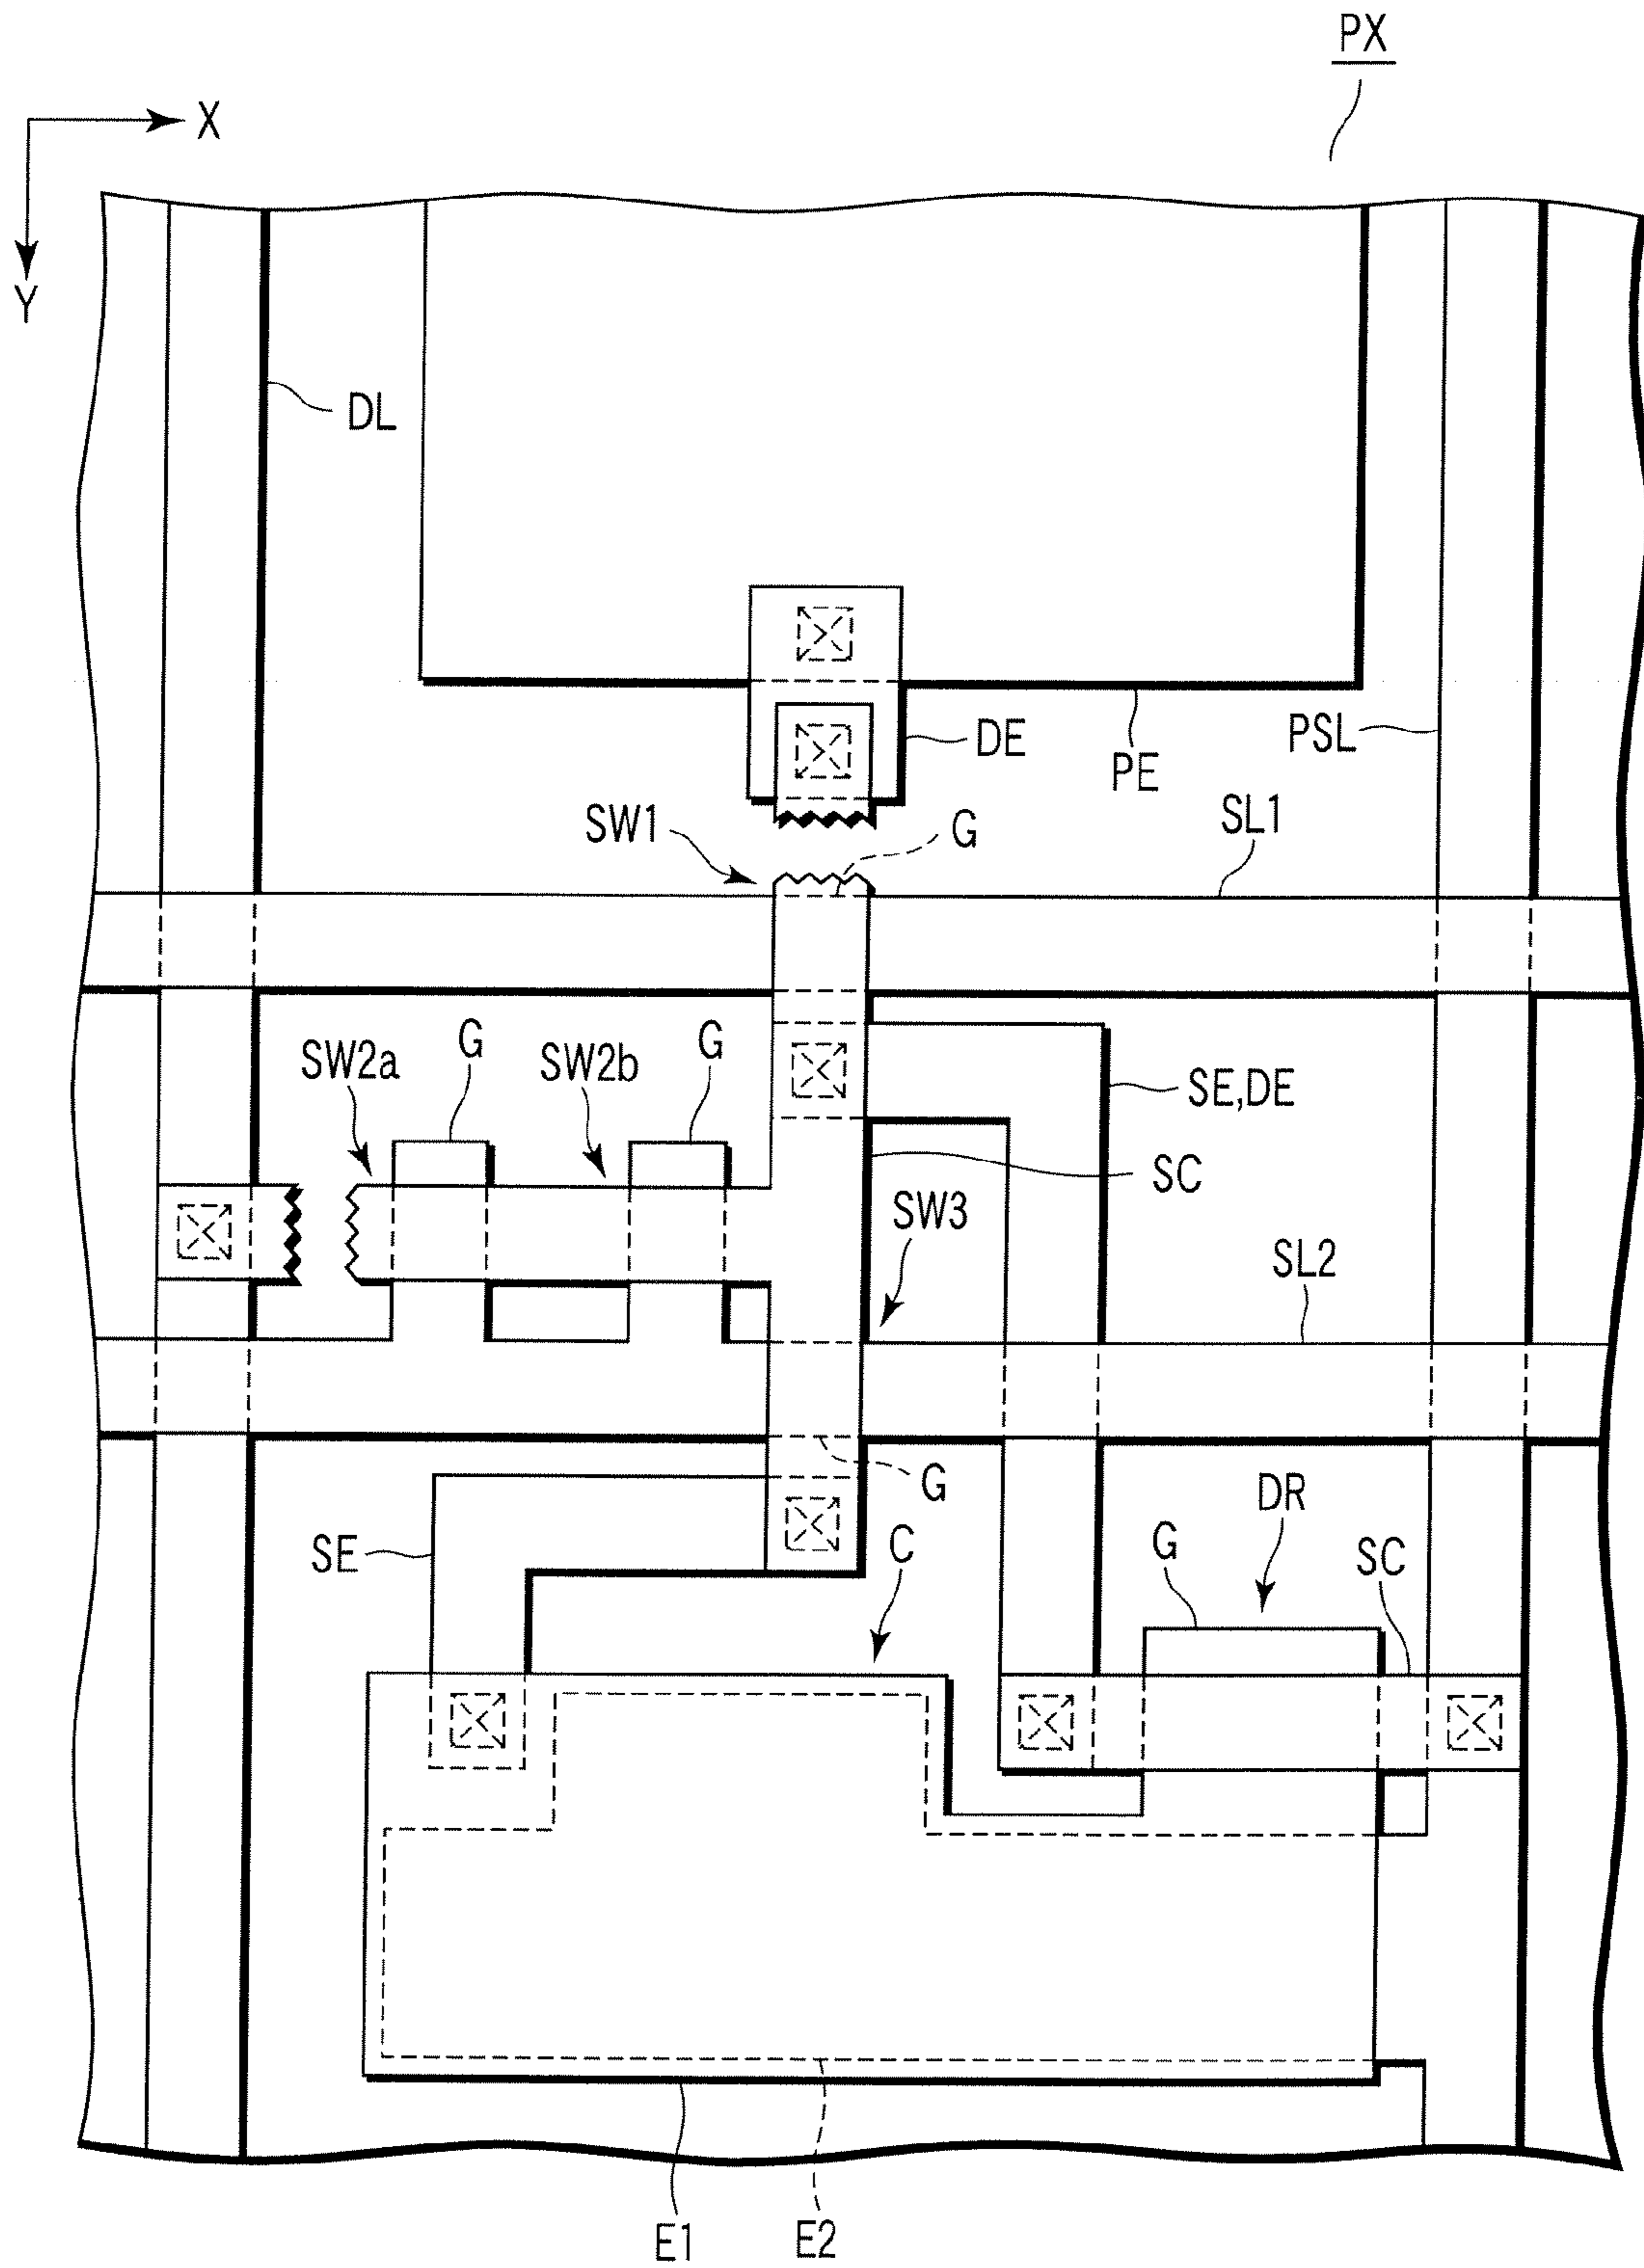 PX
X
Y
DL
DE
PE
PSL
SW1
G
SL1
SW2a
G
SW2b
G
SE,DE
SC
SW3
SL2
G
SE
C
DR
G
SC
E1
E2